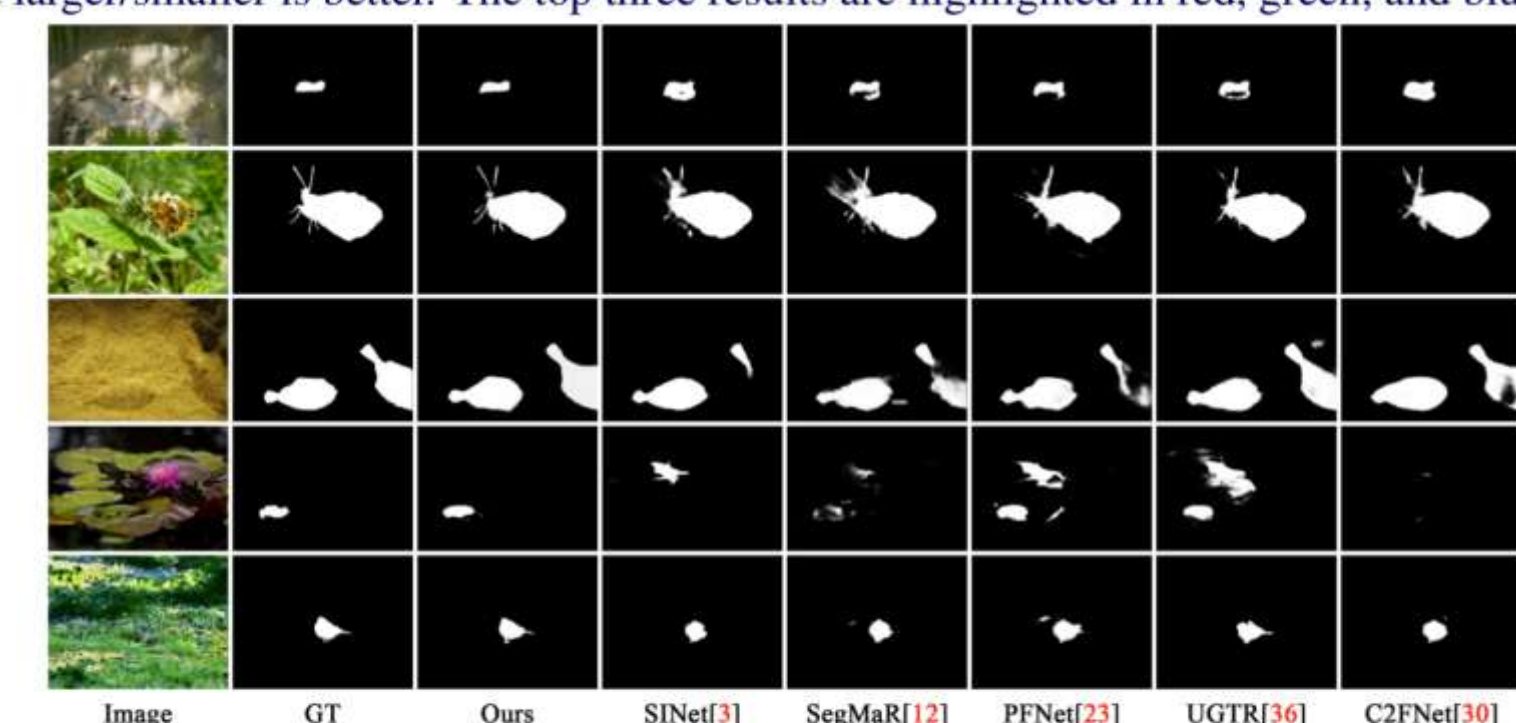 larger/smaller is better. The top three results are highlighted in red, green, and blu
Image GT Ours SINet[3] SegMaR[12] PFNet[23] UGTR[36] C2FNet[30]